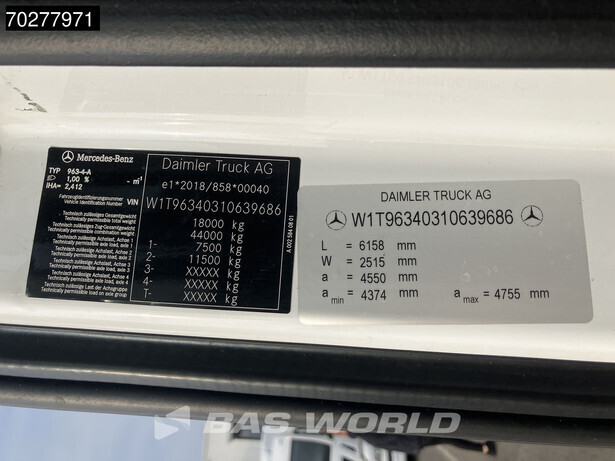 70277971
Mercedes-Benz
Daimler Truck AG
TYP 963-4-A
1,00 % - m⁻¹
IHA= 2,412
e1*2018/858*00040
Fahrzeugidentifizierungsnummer
Vehicle Identification Number VIN
W1T96340310639686
Technisch zulässiges Gesamtgewicht
Technically permissible total weight
18000 kg
Technisch zulässiges Zug-Gesamtgewicht
Technically permissible combination weight
44000 kg
Technisch zulässige Achslast, Achse 1
Technically permissible axle load, axle 1
1- 7500 kg
Technisch zulässige Achslast, Achse 2
Technically permissible axle load, axle 2
2- 11500 kg
Technisch zulässige Achslast, Achse 3
Technically permissible axle load, axle 3
3- XXXXX kg
Technisch zulässige Achslast, Achse 4
Technically permissible axle load, axle 4
4- XXXXX kg
Technisch zulässige Last der Achsgruppe
Technically permissible load on axle group
T- XXXXX kg
A 002 584 08 01
DAIMLER TRUCK AG
W1T96340310639686
L = 6158 mm
W = 2515 mm
a = 4550 mm
a min = 4374 mm a max = 4755 mm
BAS WORLD